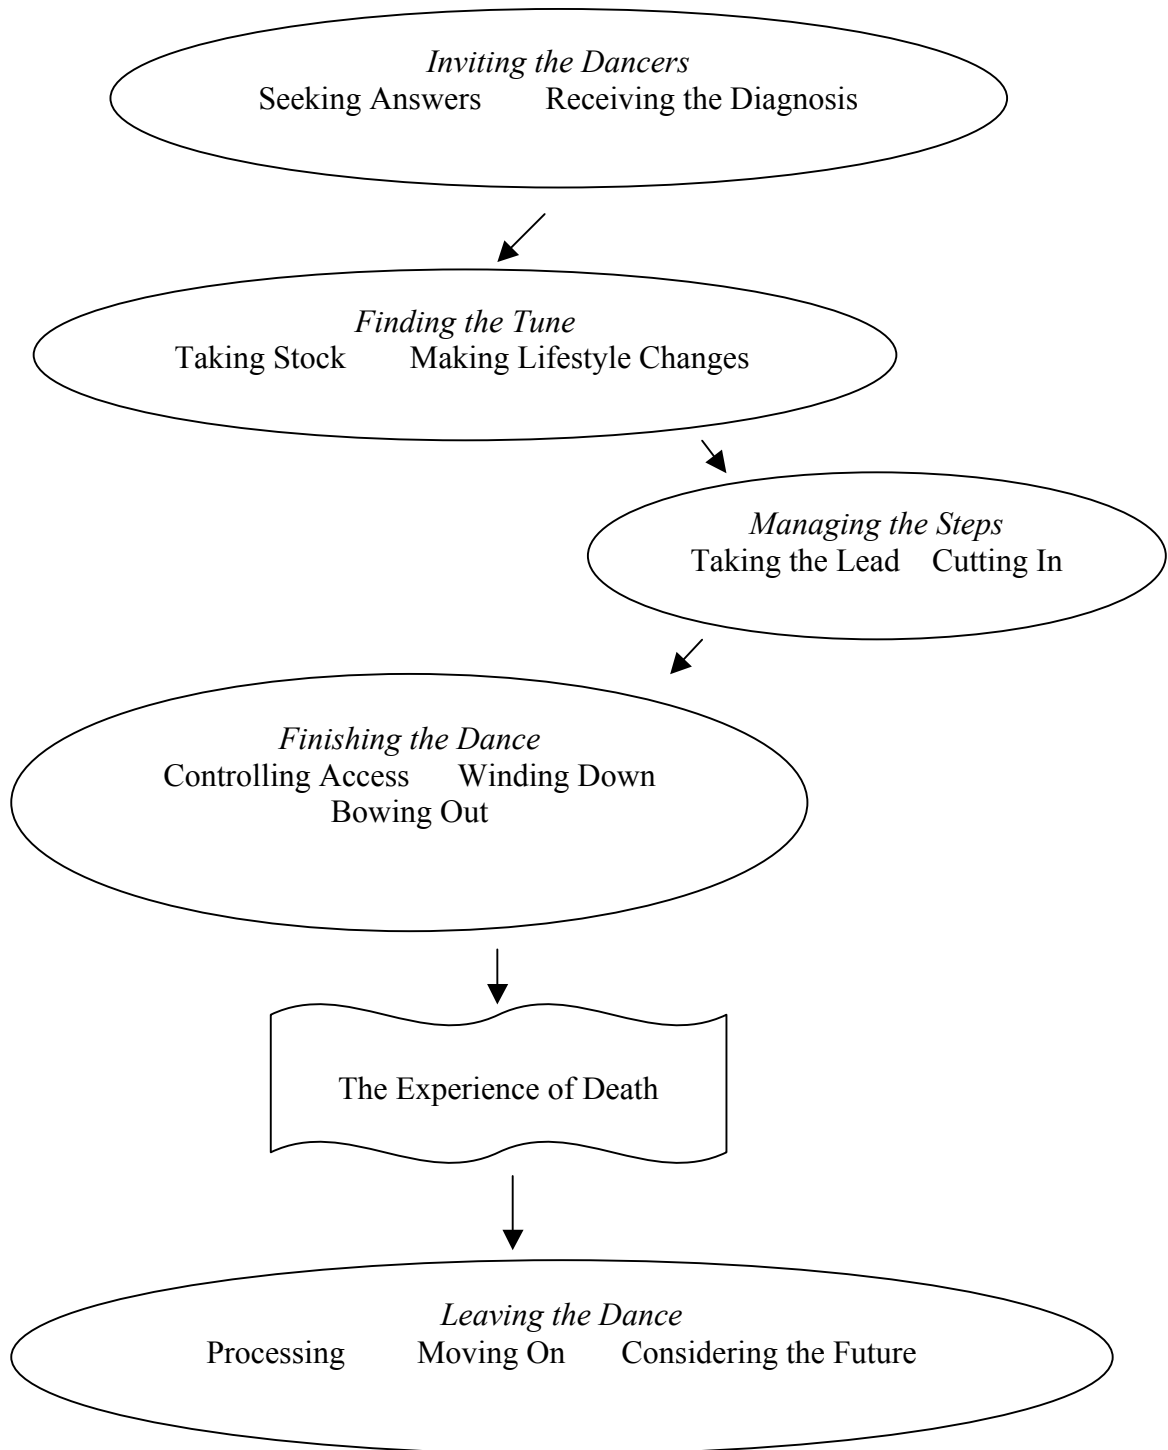 Inviting the Dancers
Seeking Answers Receiving the Diagnosis
Finding the Tune
Taking Stock Making Lifestyle Changes
Managing the Steps
Taking the Lead Cutting In
Finishing the Dance
Controlling Access Winding Down
Bowing Out
The Experience of Death
Leaving the Dance
Processing Moving On Considering the Future